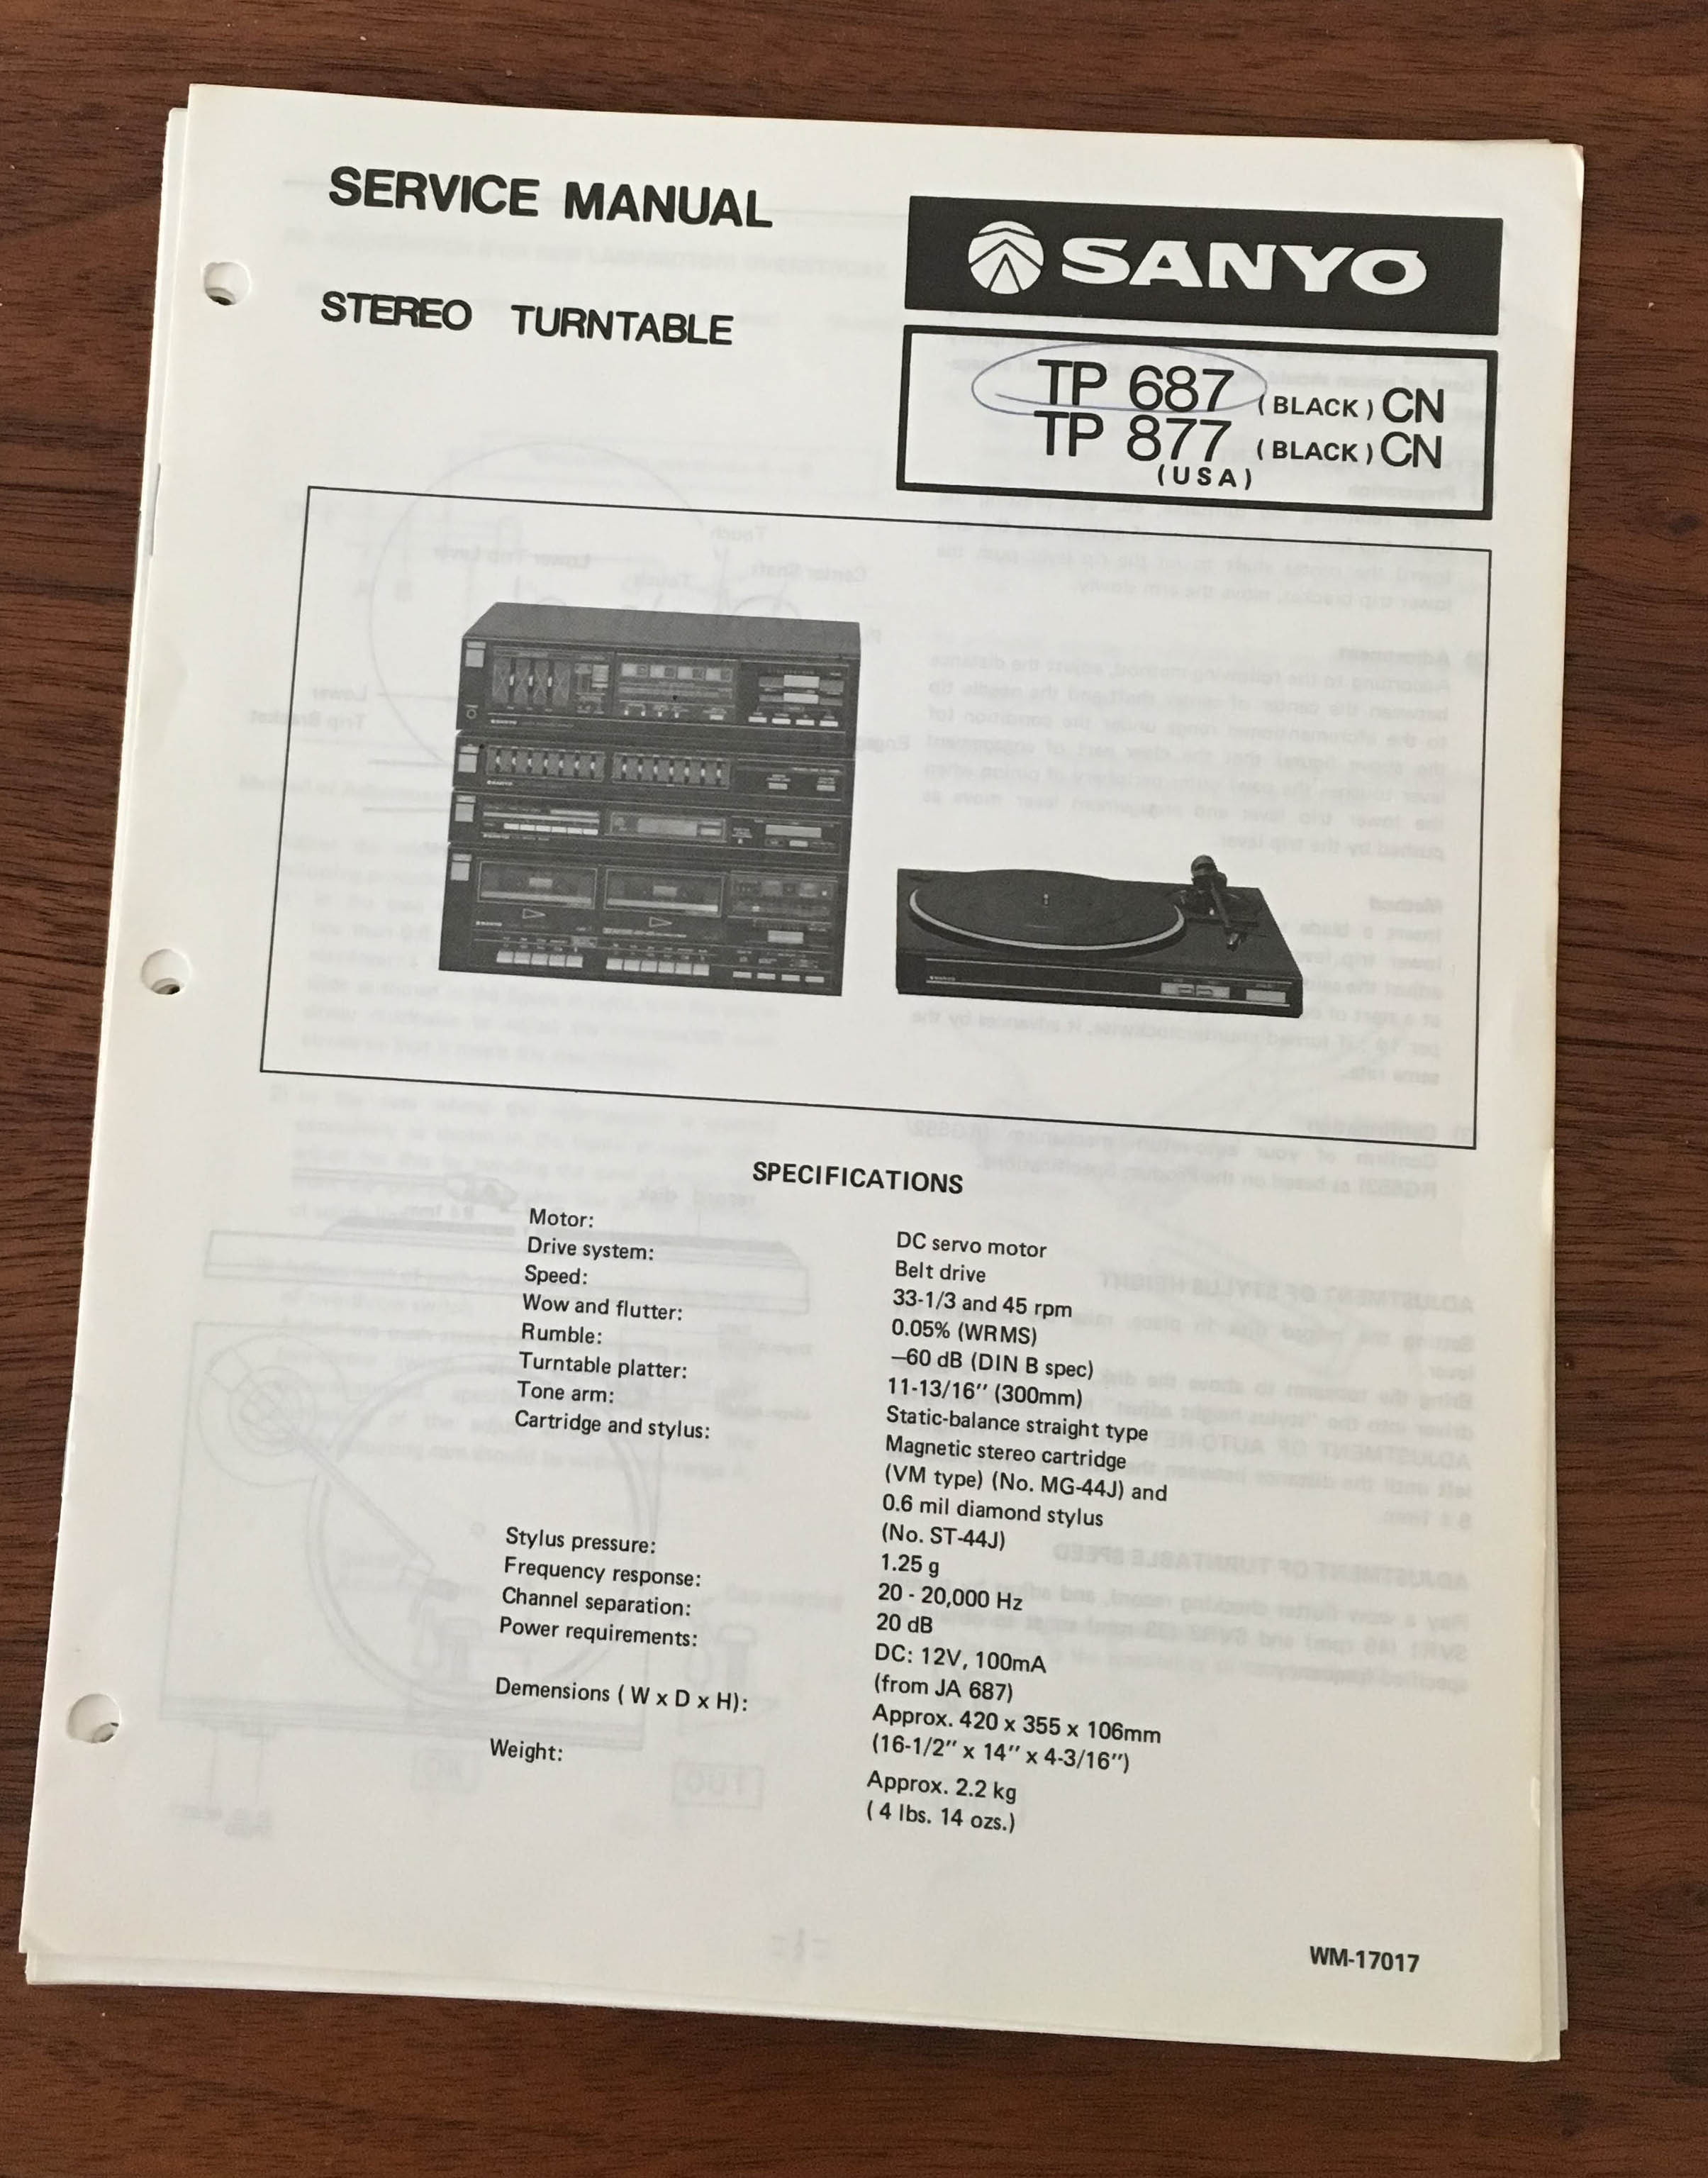 SERVICE MANUAL
STEREO TURNTABLE
SANYO
TP 687 (BLACK) CN
TP 877 (BLACK) CN
(USA)
SPECIFICATIONS
Motor: DC servo motor
Drive system: Belt drive
Speed: 33-1/3 and 45 rpm
Wow and flutter: 0.05% (WRMS)
Rumble: –60 dB (DIN B spec)
Turntable platter: 11-13/16" (300mm)
Tone arm: Static-balance straight type
Cartridge and stylus: Magnetic stereo cartridge
(VM type) (No. MG-44J) and
0.6 mil diamond stylus
(No. ST-44J)
Stylus pressure: 1.25 g
Frequency response: 20 - 20,000 Hz
Channel separation: 20 dB
Power requirements: DC: 12V, 100mA
(from JA 687)
Demensions ( W x D x H): Approx. 420 x 355 x 106mm
(16-1/2" x 14" x 4-3/16")
Weight: Approx. 2.2 kg
( 4 lbs. 14 ozs.)
WM-17017